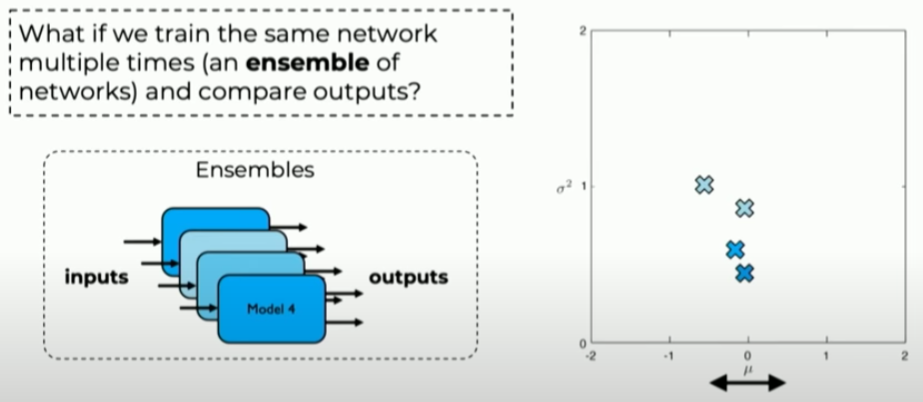 What if we train the same network
multiple times (an ensemble of
networks) and compare outputs?
Ensembles
inputs
outputs
Model 4
2
σ² 1
0
-2 -1 0 1 2
μ